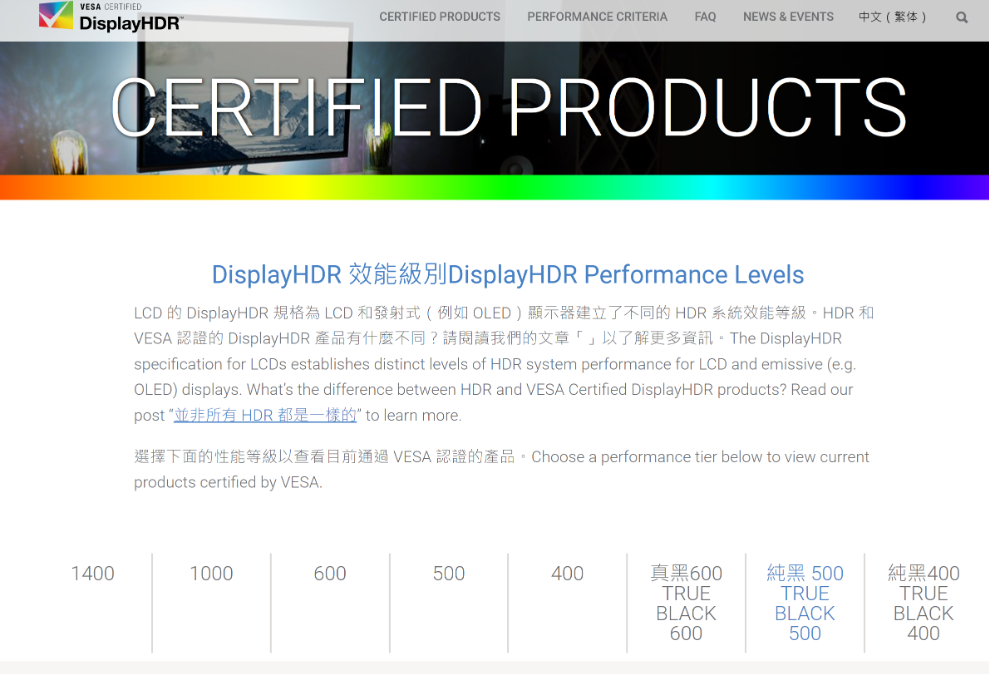 VESA CERTIFIED
DisplayHDR™
CERTIFIED PRODUCTS PERFORMANCE CRITERIA FAQ NEWS & EVENTS 中文（繁体）
CERTIFIED PRODUCTS
DisplayHDR 效能級別DisplayHDR Performance Levels
LCD 的 DisplayHDR 規格為 LCD 和發射式（例如 OLED）顯示器建立了不同的 HDR 系統效能等級。HDR 和
VESA 認證的 DisplayHDR 產品有什麼不同？請閱讀我們的文章「」以了解更多資訊。The DisplayHDR
specification for LCDs establishes distinct levels of HDR system performance for LCD and emissive (e.g.
OLED) displays. What's the difference between HDR and VESA Certified DisplayHDR products? Read our
post “並非所有 HDR 都是一樣的” to learn more.
選擇下面的性能等級以查看目前通過 VESA 認證的產品。Choose a performance tier below to view current
products certified by VESA.
1400
1000
600
500
400
真黑600
TRUE
BLACK
600
純黑 500
TRUE
BLACK
500
純黑400
TRUE
BLACK
400